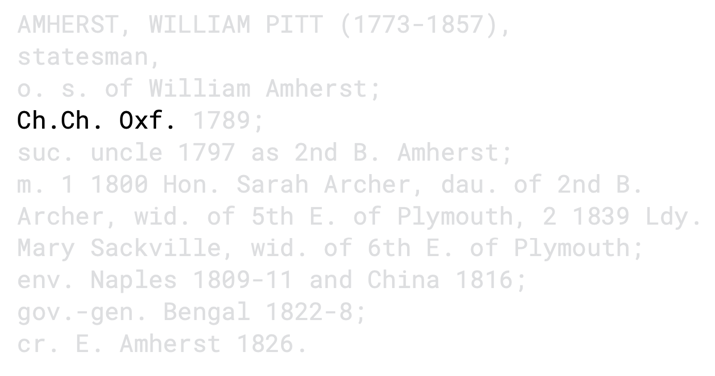 AMHERST, WILLIAM PITT (1773-1857),
statesman,
o. s. of William Amherst;
Ch.Ch. Oxf. 1789;
suc. uncle 1797 as 2nd B. Amherst;
m. 1 1800 Hon. Sarah Archer, dau. of 2nd B.
Archer, wid. of 5th E. of Plymouth, 2 1839 Ldy.
Mary Sackville, wid. of 6th E. of Plymouth;
env. Naples 1809-11 and China 1816;
gov.-gen. Bengal 1822-8;
cr. E. Amherst 1826.